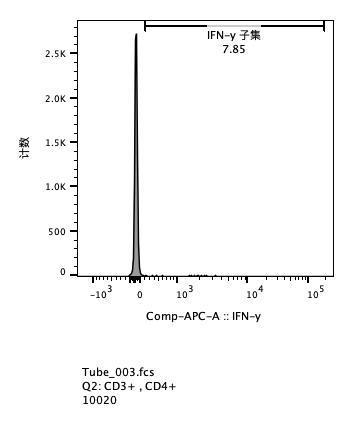 IFN-y 子集
7.85
2.5K
2.0K
1.5K
1.0K
500
0
计数
-10³ 0 10³ 10⁴ 10⁵
Comp-APC-A :: IFN-y
Tube_003.fcs
Q2: CD3+ , CD4+
10020